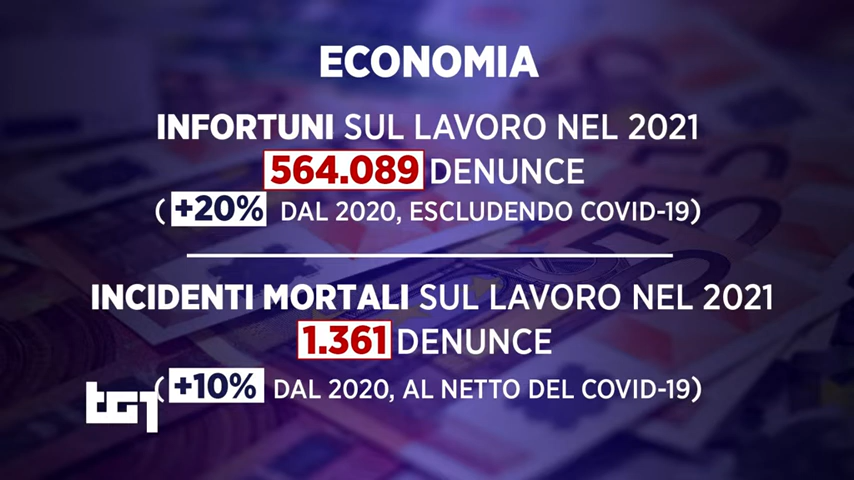 ECONOMIA
INFORTUNI SUL LAVORO NEL 2021
564.089 DENUNCE
( +20% DAL 2020, ESCLUDENDO COVID-19)
INCIDENTI MORTALI SUL LAVORO NEL 2021
1.361 DENUNCE
( +10% DAL 2020, AL NETTO DEL COVID-19)
tg1